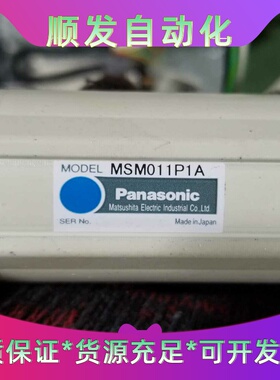 顺发自动化
MODEL MSM011P1A
Panasonic
Matsushita Electric Industrial Co.,Ltd
SER No. Made in Japan
质保证*货源充足*可开发